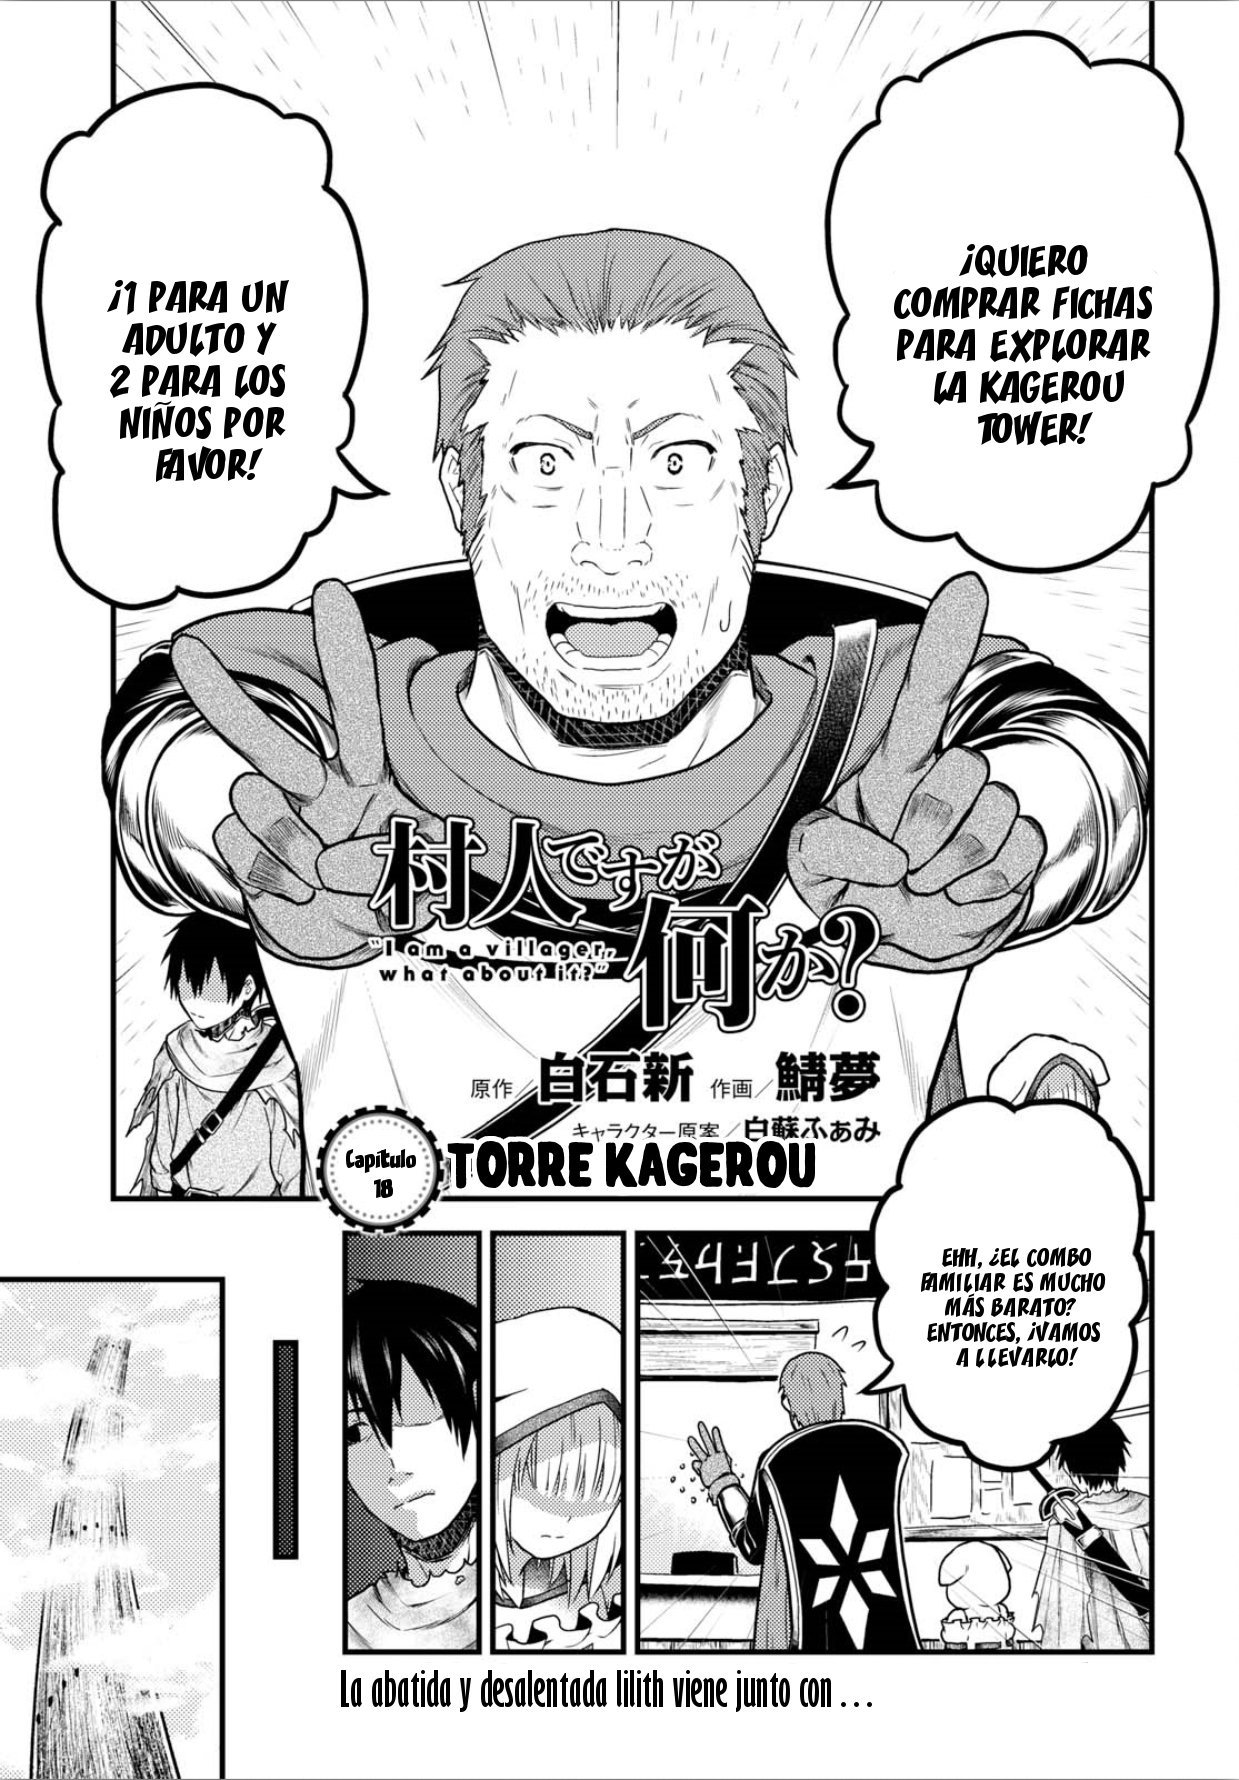 ¡QUIERO
COMPRAR FICHAS
PARA EXPLORAR
LA KAGEROU
TOWER!
¡1 PARA UN
ADULTO Y
2 PARA LOS
NIÑOS POR
FAVOR!
村人ですが
何か?
"I am a villager,
what about it?"
原作/白石新 作画/鯖夢
キャラクター原案/白蘇ふぁみ
Capítulo
18
TORRE KAGEROU
EHH, ¿EL COMBO
FAMILIAR ES MUCHO
MÁS BARATO?
ENTONCES, ¡VAMOS
A LLEVARLO!
La abatida y desalentada lilith viene junto con ...